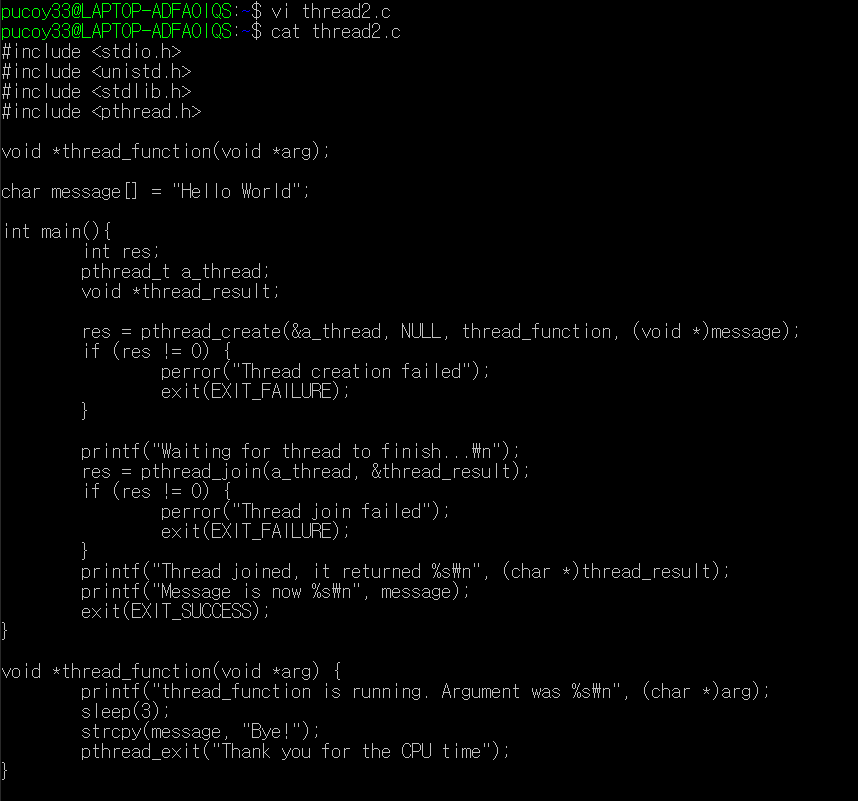 pucoy33@LAPTOP-ADFAOIQS:~$ vi thread2.c
pucoy33@LAPTOP-ADFAOIQS:~$ cat thread2.c
#include <stdio.h>
#include <unistd.h>
#include <stdlib.h>
#include <pthread.h>

void *thread_function(void *arg);

char message[] = "Hello World";

int main(){
        int res;
        pthread_t a_thread;
        void *thread_result;

        res = pthread_create(&a_thread, NULL, thread_function, (void *)message);
        if (res != 0) {
                perror("Thread creation failed");
                exit(EXIT_FAILURE);
        }

        printf("Waiting for thread to finish...₩n");
        res = pthread_join(a_thread, &thread_result);
        if (res != 0) {
                perror("Thread join failed");
                exit(EXIT_FAILURE);
        }
        printf("Thread joined, it returned %s₩n", (char *)thread_result);
        printf("Message is now %s₩n", message);
        exit(EXIT_SUCCESS);
}

void *thread_function(void *arg) {
        printf("thread_function is running. Argument was %s₩n", (char *)arg);
        sleep(3);
        strcpy(message, "Bye!");
        pthread_exit("Thank you for the CPU time");
}